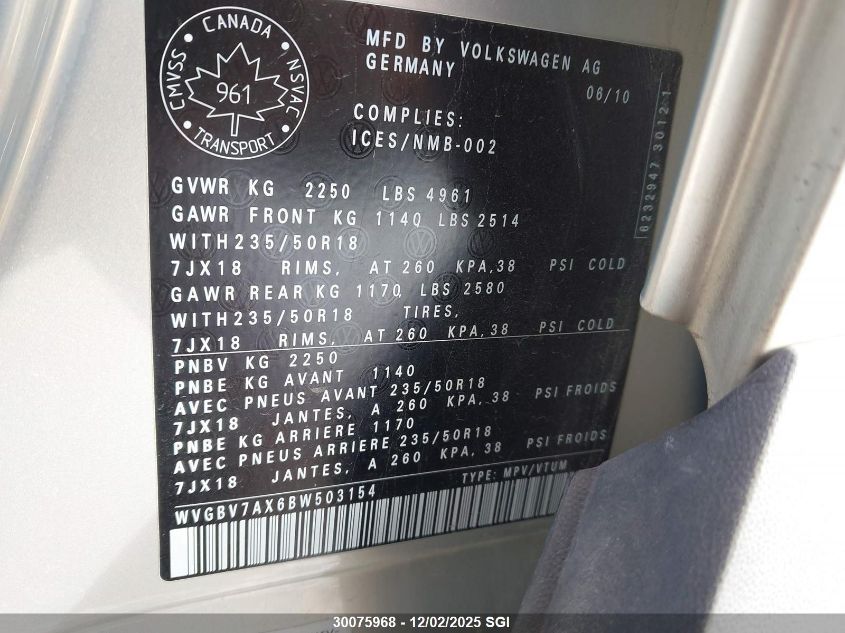 CANADA
CMVSS
NSVAC
961
TRANSPORT
MFD BY VOLKSWAGEN AG
GERMANY
06/10
COMPLIES:
ICES/NMB-002
6232947 3012 1
GVWR KG 2250 LBS 4961
GAWR FRONT KG 1140 LBS 2514
WITH235/50R18
7JX18 RIMS, AT 260 KPA,38 PSI COLD
GAWR REAR KG 1170 LBS 2580
WITH235/50R18 TIRES,
7JX18 RIMS, AT 260 KPA,38 PSI COLD
PNBV KG 2250
PNBE KG AVANT 1140
AVEC PNEUS AVANT 235/50R18
7JX18 JANTES, A 260 KPA, 38 PSI FROIDS
PNBE KG ARRIERE 1170
AVEC PNEUS ARRIERE 235/50R18
7JX18 JANTES, A 260 KPA, 38 PSI FROIDS
TYPE: MPV/VTUM
WVGBV7AX6BW503154
30075968 - 12/02/2025 SGI